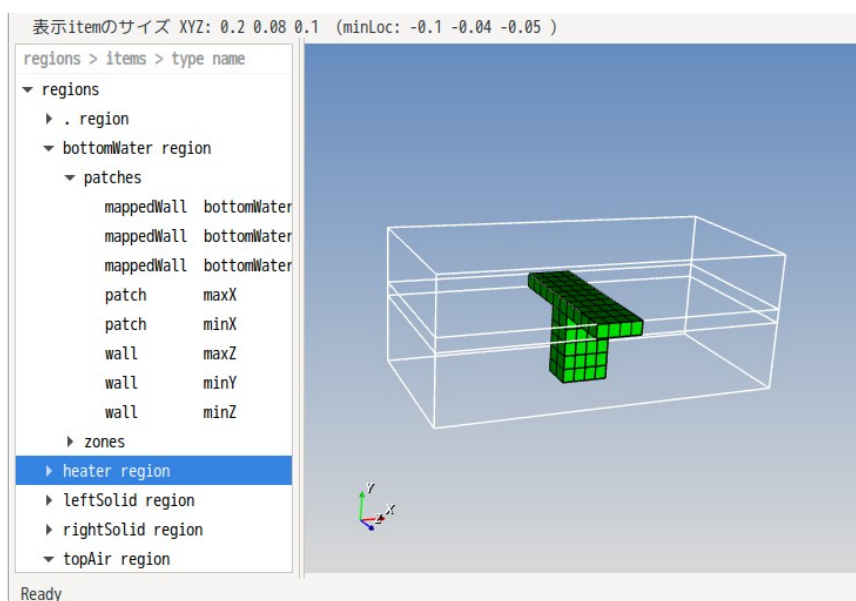 表示itemのサイズ XYZ: 0.2 0.08 0.1 (minLoc: -0.1 -0.04 -0.05 )
regions > items > type name
regions
. region
bottomWater region
patches
mappedWall bottomWater
mappedWall bottomWater
mappedWall bottomWater
patch maxX
patch minX
wall maxZ
wall minY
wall minZ
zones
heater region
leftSolid region
rightSolid region
topAir region
Y
X
Z
Ready